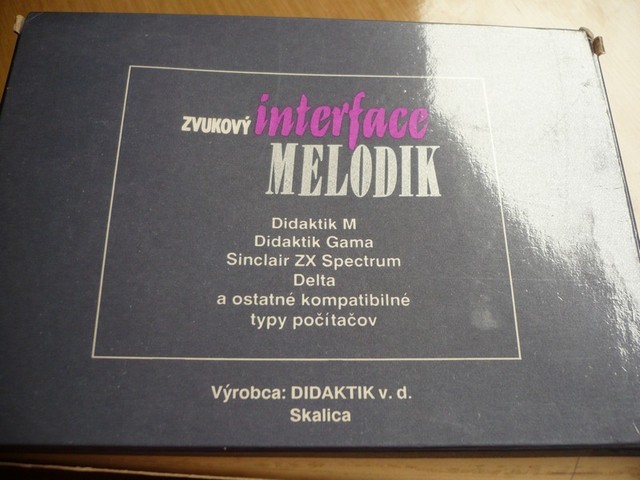 ZVUKOVÝ interface
MELODIK
Didaktik M
Didaktik Gama
Sinclair ZX Spectrum
Delta
a ostatné kompatibilné
typy počítačov
Výrobca: DIDAKTIK v. d.
Skalica